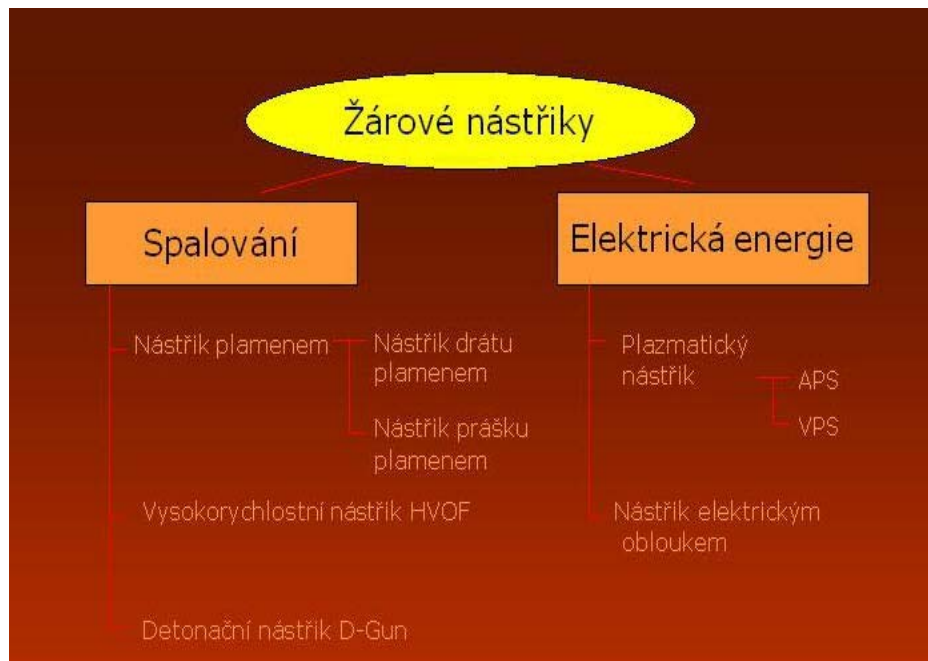 Žárové nástřiky
Spalování
Nástřik plamenem
Nástřik drátu
plamenem
Nástřik prášku
plamenem
Vysokorychlostní nástřik HVOF
Detonační nástřik D-Gun
Elektrická energie
Plazmatický
nástřik
APS
VPS
Nástřik elektrickým
obloukem